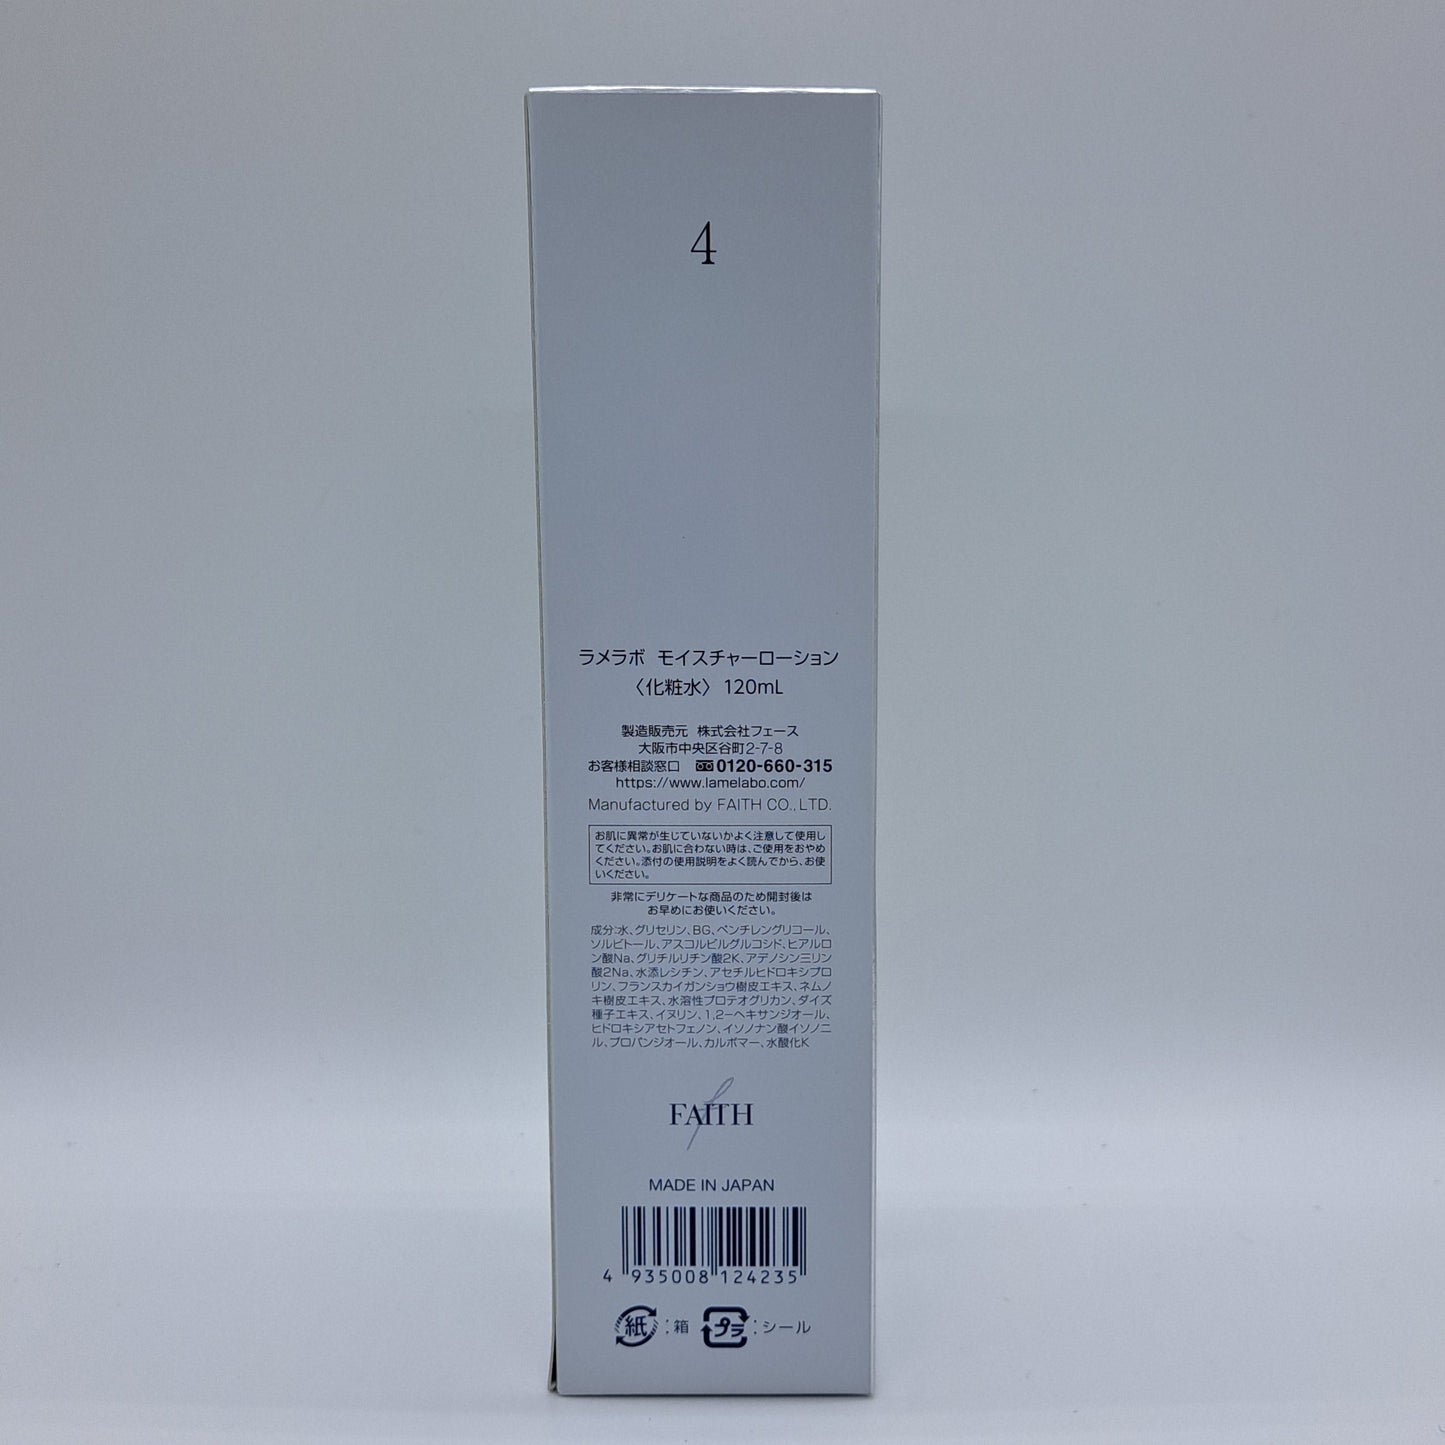 4
ラメラボ モイスチャーローション
〈化粧水〉 120mL
製造販売元 株式会社フェース
大阪市中央区谷町2-7-8
お客様相談窓口 0120-660-315
https://www.lamelabo.com/
Manufactured by FAITH CO., LTD.
お肌に異常が生じていないかよく注意して使用し
てください。お肌に合わない時は、ご使用をおやめ
ください。添付の使用説明をよく読んでから、お使
いください。
非常にデリケートな商品のため開封後は
お早めにお使いください。
成分:水、グリセリン、BG、ペンチレングリコール、
ソルビトール、アスコルビルグルコシド、ヒアルロ
ン酸Na、グリチルリチン酸2K、アデノシン三リン
酸2Na、水添レシチン、アセチルヒドロキシプロ
リン、フランスカイガンショウ樹皮エキス、ネムノ
キ樹皮エキス、水溶性プロテオグリカン、ダイズ
種子エキス、イヌリン、1,2-ヘキサンジオール、
ヒドロキシアセトフェノン、イソノナン酸イソノニ
ル、プロパンジオール、カルボマー、水酸化K
FAITH
MADE IN JAPAN
4 935008 124235
紙 : 箱 プラ : シール